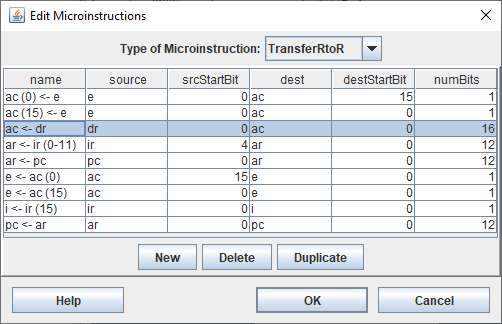 Edit Microinstructions
Type of Microinstruction: TransferRtoR
name source srcStartBit dest destStartBit numBits
ac (0) <- e e 0 ac 15 1
ac (15) <- e e 0 ac 0 1
ac <- dr dr 0 ac 0 16
ar <- ir (0-11) ir 4 ar 0 12
ar <- pc pc 0 ar 0 12
e <- ac (0) ac 15 e 0 1
e <- ac (15) ac 0 e 0 1
i <- ir (15) ir 0 i 0 1
pc <- ar ar 0 pc 0 12
New Delete Duplicate
Help OK Cancel